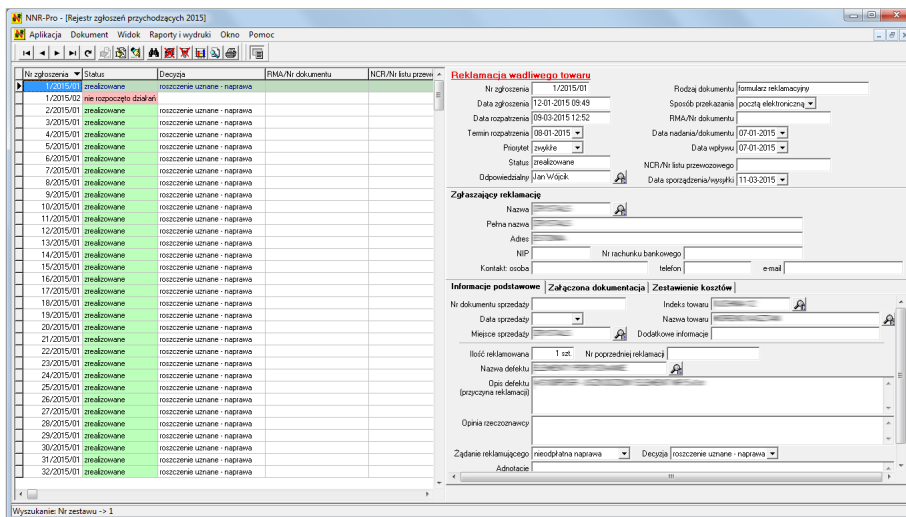 NNR-Pro - [Rejestr zgłoszeń przychodzących 2015]
Aplikacja Dokument Widok Raporty i wydruki Okno Pomoc
Nr zgłoszenia Status Decyzja RMA/Nr dokumentu NCR/Nr listu przewo
1/2015/01 zrealizowane roszczenie uznane - naprawa
1/2015/02 nie rozpoczęto działań
2/2015/01 zrealizowane roszczenie uznane - naprawa
3/2015/01 zrealizowane roszczenie uznane - naprawa
4/2015/01 zrealizowane roszczenie uznane - naprawa
5/2015/01 zrealizowane roszczenie uznane - naprawa
6/2015/01 zrealizowane roszczenie uznane - naprawa
7/2015/01 zrealizowane roszczenie uznane - naprawa
8/2015/01 zrealizowane roszczenie uznane - naprawa
9/2015/01 zrealizowane roszczenie uznane - naprawa
10/2015/01 zrealizowane roszczenie uznane - naprawa
11/2015/01 zrealizowane roszczenie uznane - naprawa
12/2015/01 zrealizowane roszczenie uznane - naprawa
13/2015/01 zrealizowane roszczenie uznane - naprawa
14/2015/01 zrealizowane roszczenie uznane - naprawa
15/2015/01 zrealizowane roszczenie uznane - naprawa
16/2015/01 zrealizowane roszczenie uznane - naprawa
17/2015/01 zrealizowane roszczenie uznane - naprawa
18/2015/01 zrealizowane roszczenie uznane - naprawa
19/2015/01 zrealizowane roszczenie uznane - naprawa
20/2015/01 zrealizowane roszczenie uznane - naprawa
21/2015/01 zrealizowane roszczenie uznane - naprawa
22/2015/01 zrealizowane roszczenie uznane - naprawa
23/2015/01 zrealizowane roszczenie uznane - naprawa
24/2015/01 zrealizowane roszczenie uznane - naprawa
25/2015/01 zrealizowane roszczenie uznane - naprawa
26/2015/01 zrealizowane roszczenie uznane - naprawa
27/2015/01 zrealizowane roszczenie uznane - naprawa
28/2015/01 zrealizowane roszczenie uznane - naprawa
29/2015/01 zrealizowane roszczenie uznane - naprawa
30/2015/01 zrealizowane roszczenie uznane - naprawa
31/2015/01 zrealizowane roszczenie uznane - naprawa
32/2015/01 zrealizowane roszczenie uznane - naprawa
Reklamacja wadliwego towaru
Nr zgłoszenia 1/2015/01 Rodzaj dokumentu formularz reklamacyjny
Data zgłoszenia 12-01-2015 09:49 Sposób przekazania pocztą elektroniczną
Data rozpatrzenia 09-03-2015 12:52 RMA/Nr dokumentu
Termin rozpatrzenia 08-01-2015 Data nadania/dokumentu 07-01-2015
Priorytet zwykłe Data wpływu 07-01-2015
Status zrealizowane NCR/Nr listu przewozowego
Odpowiedzialny Jan Wójcik Data sporządzenia/wysyłki 11-03-2015
Zgłaszający reklamację
Nazwa
Pełna nazwa
Adres
NIP Nr rachunku bankowego
Kontakt: osoba telefon e-mail
Informacje podstawowe Załączona dokumentacja Zestawienie kosztów
Nr dokumentu sprzedaży Indeks towaru
Data sprzedaży Nazwa towaru
Miejsce sprzedaży Dodatkowe informacje
Ilość reklamowana 1 szt. Nr poprzedniej reklamacji
Nazwa defektu
Opis defektu
(przyczyna reklamacji)
Opinia rzeczoznawcy
Żądanie reklamującego nieodpłatna naprawa Decyzja roszczenie uznane - naprawa
Adnotacje
Wyszukanie: Nr zestawu -> 1